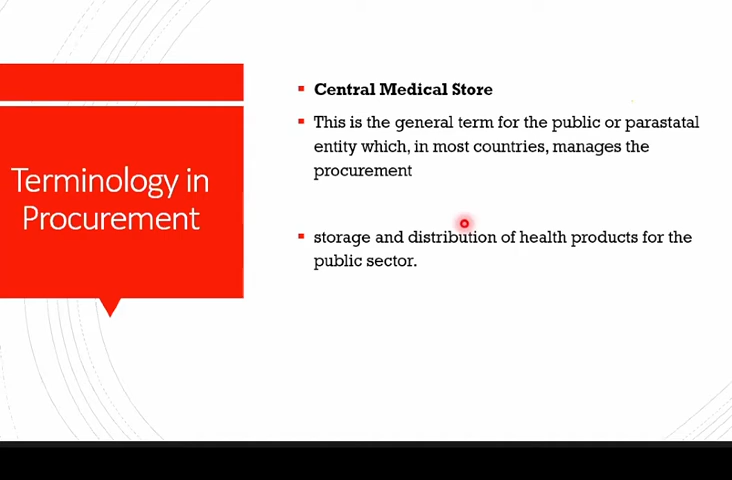 Terminology in
Procurement
Central Medical Store
This is the general term for the public or parastatal
entity which, in most countries, manages the
procurement
storage and distribution of health products for the
public sector.